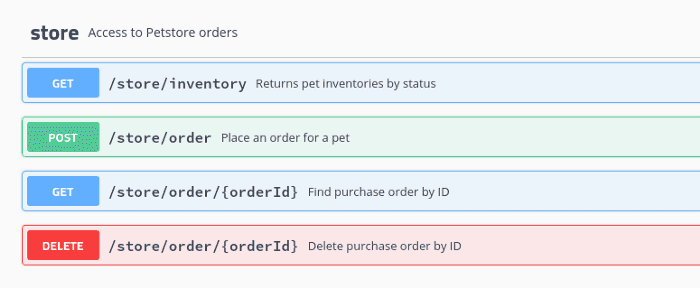 store Access to Petstore orders
GET /store/inventory Returns pet inventories by status
POST /store/order Place an order for a pet
GET /store/order/{orderId} Find purchase order by ID
DELETE /store/order/{orderId} Delete purchase order by ID